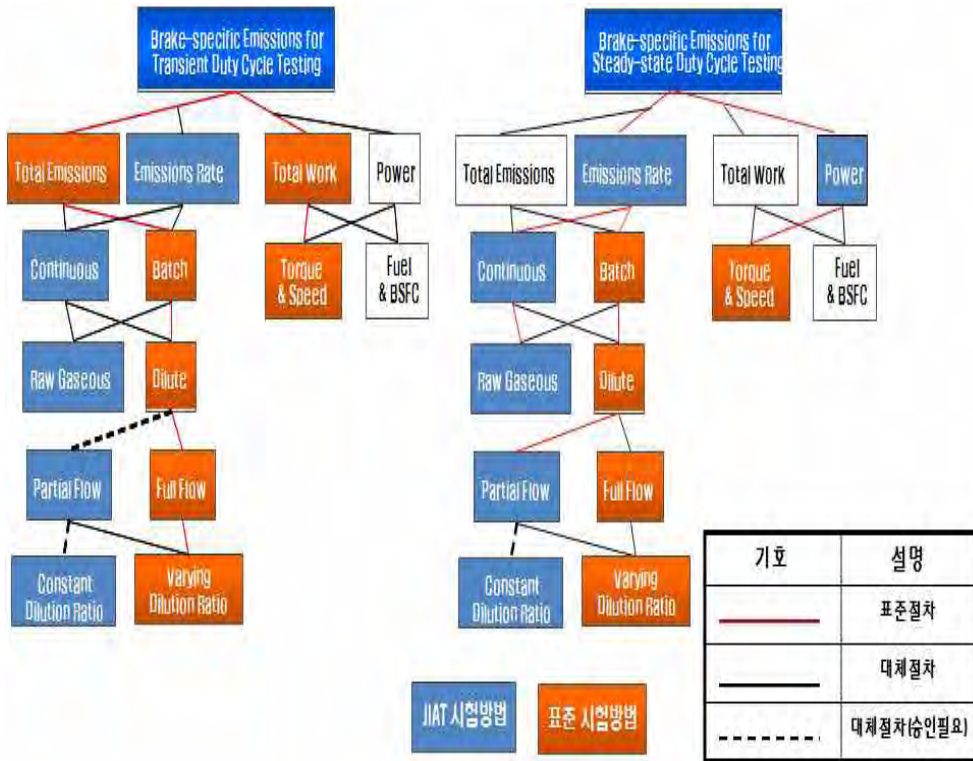 Brake-specific Emissions for
Transient Duty Cycle Testing
Total Emissions
Emissions Rate
Total Work
Power
Continuous
Batch
Torque
& Speed
Fuel
& BSFC
Raw Gaseous
Dilute
Partial Flow
Full Flow
Constant
Dilution Ratio
Varying
Dilution Ratio
Brake-specific Emissions for
Steady-state Duty Cycle Testing
Total Emissions
Emissions Rate
Total Work
Power
Continuous
Batch
Torque
& Speed
Fuel
& BSFC
Raw Gaseous
Dilute
Partial Flow
Full Flow
Constant
Dilution Ratio
Varying
Dilution Ratio
JIAT 시험방법
표준 시험방법
기호 설명
표준절차
대체절차
대체절차(승인필요)